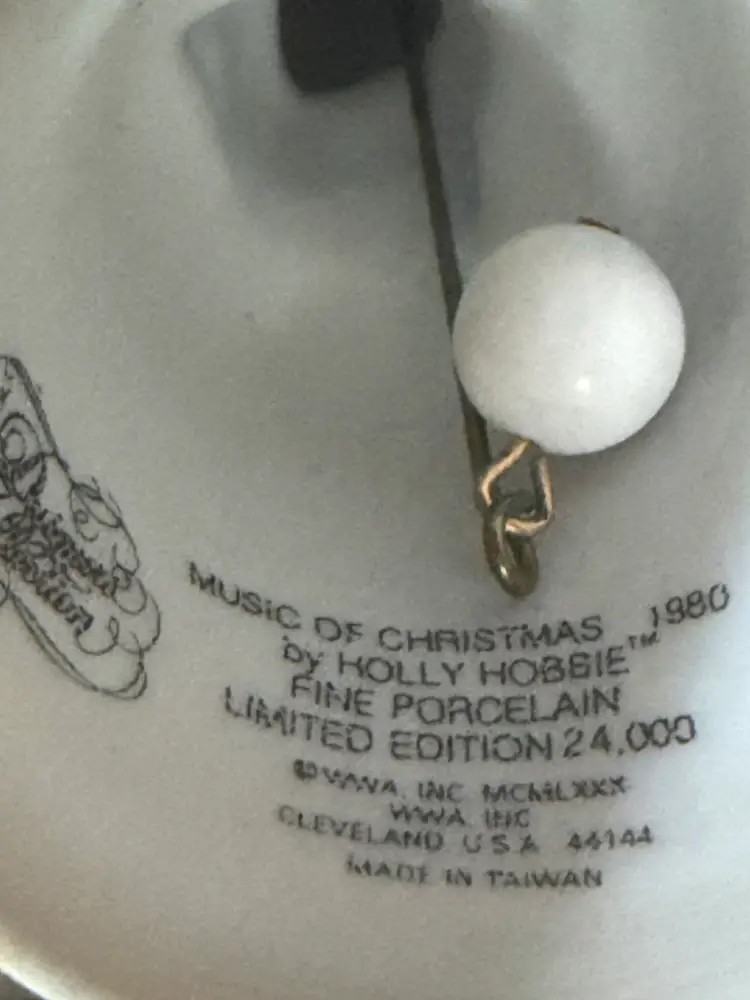 MUSIC OF CHRISTMAS 1980
by HOLLY HOBBIE™
FINE PORCELAIN
LIMITED EDITION 24,000
© WWA, INC MCMLXXX
WWA, INC
CLEVELAND U.S.A. 44144
MADE IN TAIWAN